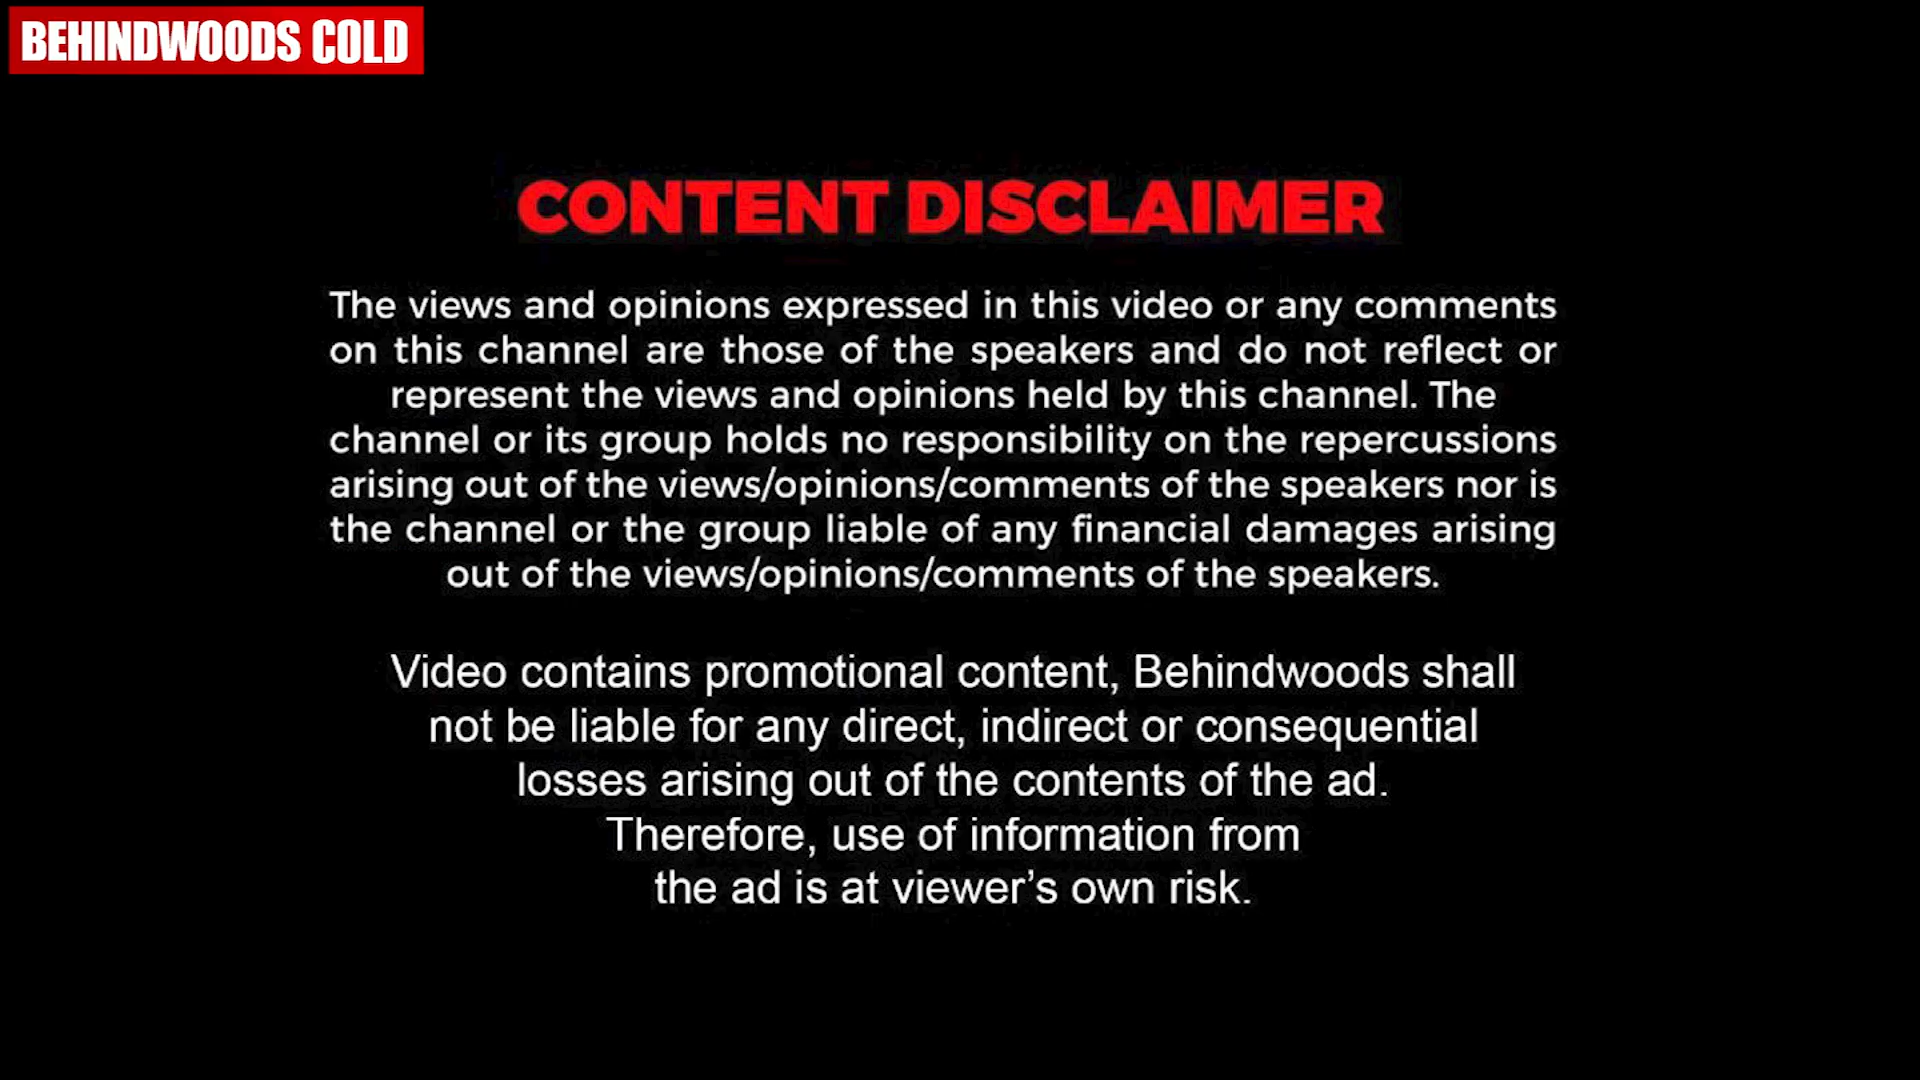 BEHINDWOODS COLD
CONTENT DISCLAIMER
The views and opinions expressed in this video or any comments
on this channel are those of the speakers and do not reflect or
represent the views and opinions held by this channel. The
channel or its group holds no responsibility on the repercussions
arising out of the views/opinions/comments of the speakers nor is
the channel or the group liable of any financial damages arising
out of the views/opinions/comments of the speakers.
Video contains promotional content, Behindwoods shall
not be liable for any direct, indirect or consequential
losses arising out of the contents of the ad.
Therefore, use of information from
the ad is at viewer’s own risk.